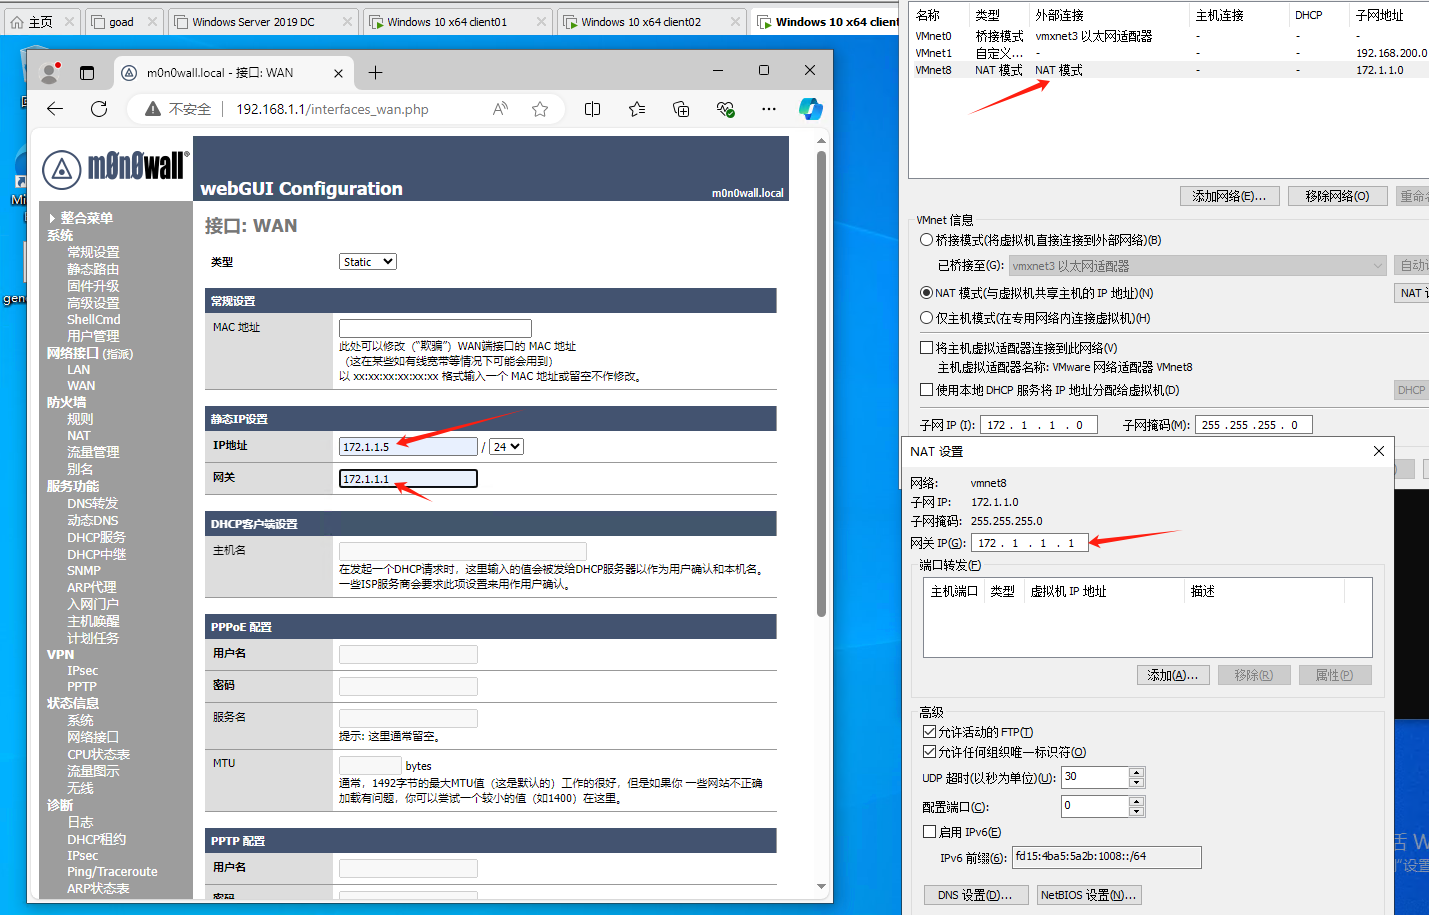 主页
goad
Windows Server 2019 DC
Windows 10 x64 client01
Windows 10 x64 client02
Windows 10 x64 client
m0n0wall.local - 接口: WAN
不安全
192.168.1.1/interfaces_wan.php
m0n0wall
webGUI Configuration
m0n0wall.local
整合菜单
系统
常规设置
静态路由
固件升级
高级设置
ShellCmd
用户管理
网络接口 (指派)
LAN
WAN
防火墙
规则
NAT
流量管理
别名
服务功能
DNS转发
动态DNS
DHCP服务
DHCP中继
SNMP
ARP代理
入网门户
主机唤醒
计划任务
VPN
IPsec
PPTP
状态信息
系统
网络接口
CPU状态表
流量图示
无线
诊断
日志
DHCP租约
IPsec
Ping/Traceroute
ARP状态表
接口: WAN
类型 Static
常规设置
MAC 地址
此处可以修改（“欺骗”）WAN端接口的 MAC 地址
（这在某些如有线宽带等情况下可能会用到）
以 xx:xx:xx:xx:xx:xx 格式输入一个 MAC 地址或留空不作修改。
静态IP设置
IP地址 172.1.1.5 / 24
网关 172.1.1.1
DHCP客户端设置
主机名
在发起一个DHCP请求时，这里输入的值会被发给DHCP服务器以作为用户确认和本机名。
一些ISP服务商会要求此项设置来用作用户确认。
PPPoE 配置
用户名
密码
服务名
提示: 这里通常留空。
MTU bytes
通常，1492字节的最大MTU值（这是默认的）工作的很好，但是如果你 一些网站不正确
加载有问题，你可以尝试一个较小的值（如1400）在这里。
PPTP 配置
用户名
密码
名称 类型 外部连接 主机连接 DHCP 子网地址
VMnet0 桥接模式 vmxnet3 以太网适配器 - - -
VMnet1 自定义... - - - 192.168.200.0
VMnet8 NAT 模式 NAT 模式 - - 172.1.1.0
添加网络(E)... 移除网络(O) 重命名
VMnet 信息
桥接模式(将虚拟机直接连接到外部网络)(B)
已桥接至(G): vmxnet3 以太网适配器 自动
NAT 模式(与虚拟机共享主机的 IP 地址)(N) NAT
仅主机模式(在专用网络内连接虚拟机)(H)
将主机虚拟适配器连接到此网络(V)
主机虚拟适配器名称: VMware 网络适配器 VMnet8
使用本地 DHCP 服务将 IP 地址分配给虚拟机(D) DHCP
子网 IP (I): 172 . 1 . 1 . 0 子网掩码(M): 255 . 255 . 255 . 0
NAT 设置
网络: vmnet8
子网 IP: 172.1.1.0
子网掩码: 255.255.255.0
网关 IP(G): 172 . 1 . 1 . 1
端口转发(F)
主机端口 类型 虚拟机 IP 地址 描述
添加(A)... 移除(R) 属性(P)
高级
允许活动的 FTP(T)
允许任何组织唯一标识符(O)
UDP 超时(以秒为单位)(U): 30
配置端口(C): 0
启用 IPv6(E)
IPv6 前缀(6): fd15:4ba5:5a2b:1008::/64
DNS 设置(D)... NetBIOS 设置(N)...